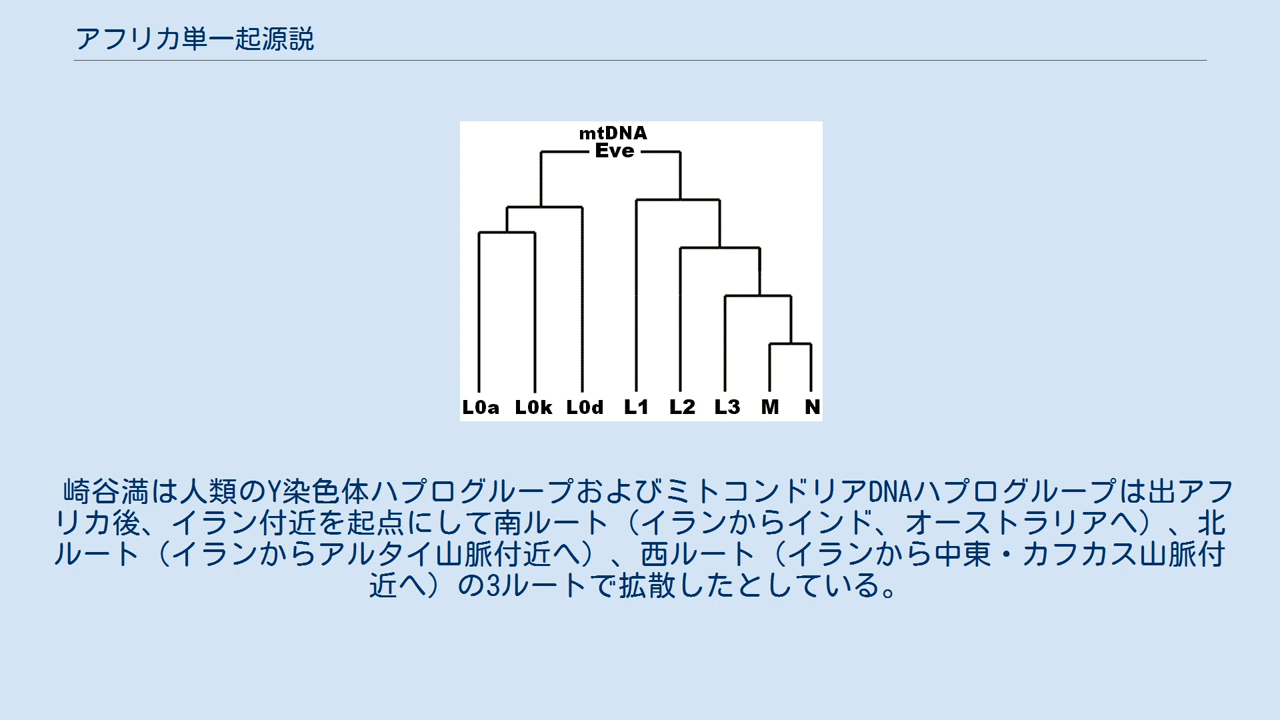 アフリカ単一起源説
mtDNA
Eve
L0a L0k L0d L1 L2 L3 M N
崎谷満は人類のY染色体ハプログループおよびミトコンドリアDNAハプログループは出アフ
リカ後、イラン付近を起点にして南ルート（イランからインド、オーストラリアへ）、北
ルート（イランからアルタイ山脈付近へ）、西ルート（イランから中東・カフカス山脈付
近へ）の3ルートで拡散したとしている。